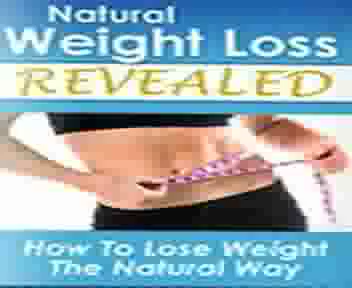 Natural
Weight Loss
REVEALED
How To Lose Weight
The Natural Way